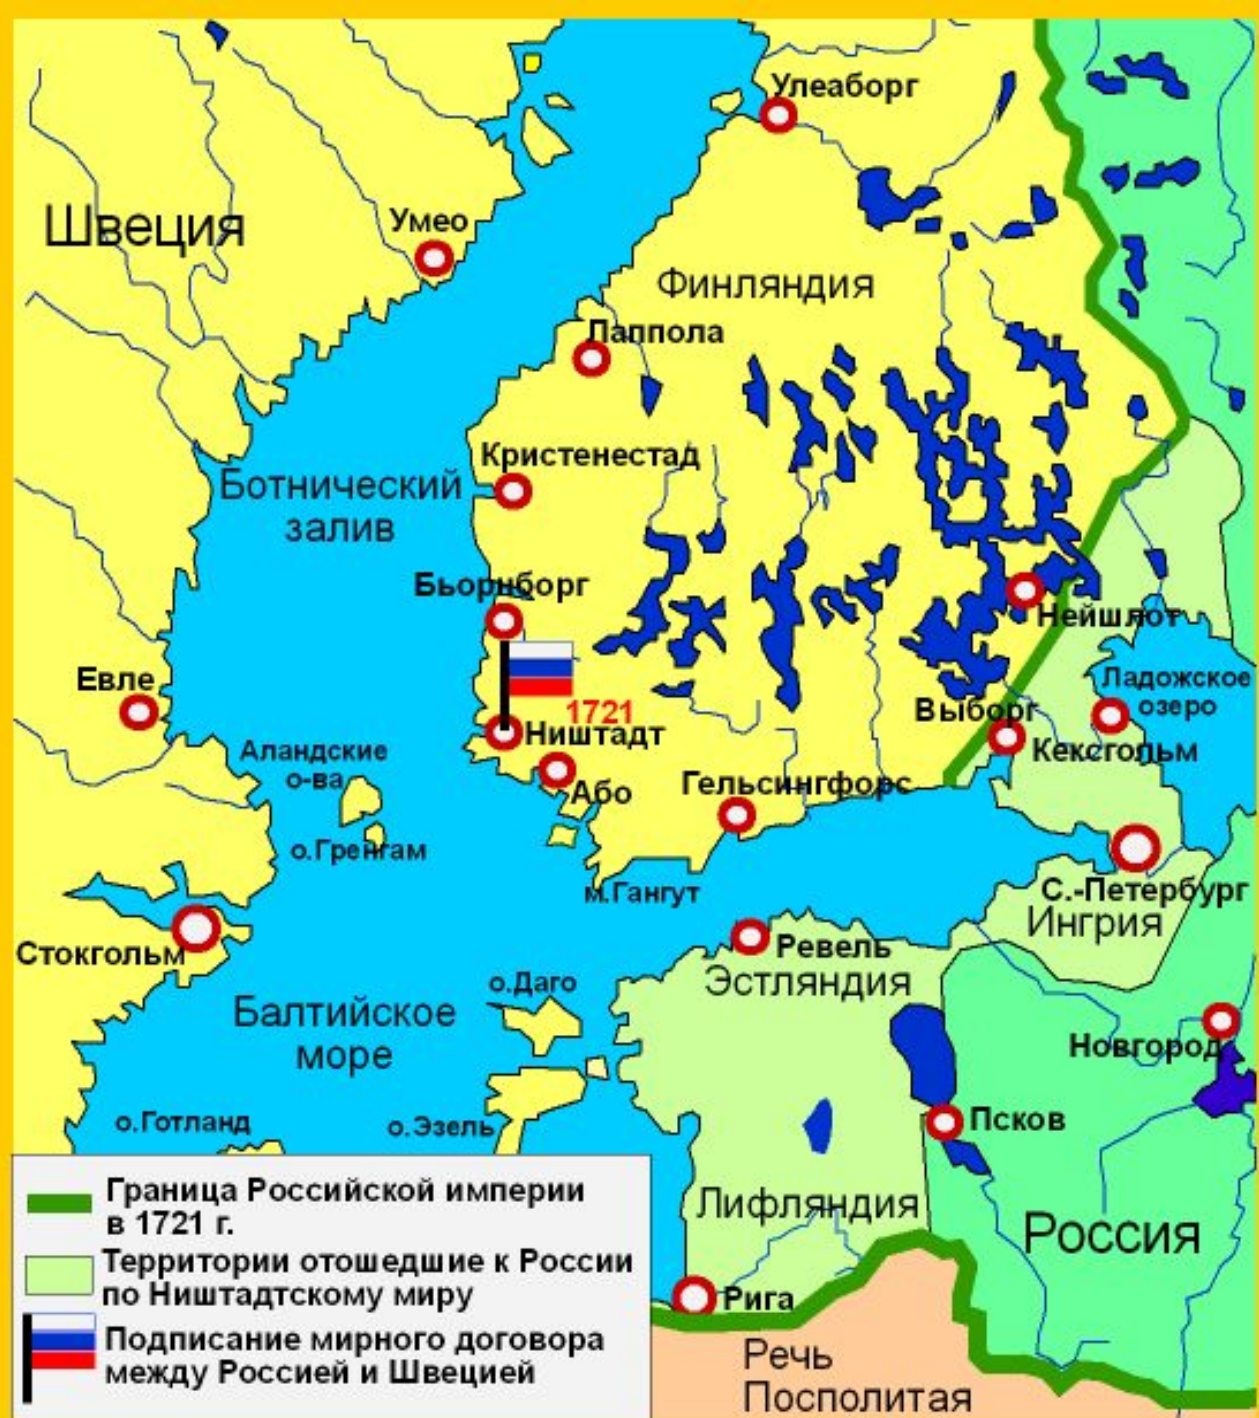 Улеаборг
Швеция
Умео
Финляндия
Лаппола
Кристенестад
Ботнический
залив
Бьорнборг
Нейшлот
Евле
Ладожское
озеро
1721
Выборг
Ништадт
Кексгольм
Аландские
о-ва
Або
Гельсингфорс
о.Гренгам
м.Гангут
С.-Петербург
Ингрия
Стокгольм
Ревель
Эстляндия
о.Даго
Балтийское
море
Новгород
о.Готланд
о.Эзель
Псков
Лифляндия
Россия
Рига
Речь
Посполитая
Граница Российской империи
в 1721 г.
Территории отошедшие к России
по Ништадтскому миру
Подписание мирного договора
между Россией и Швецией